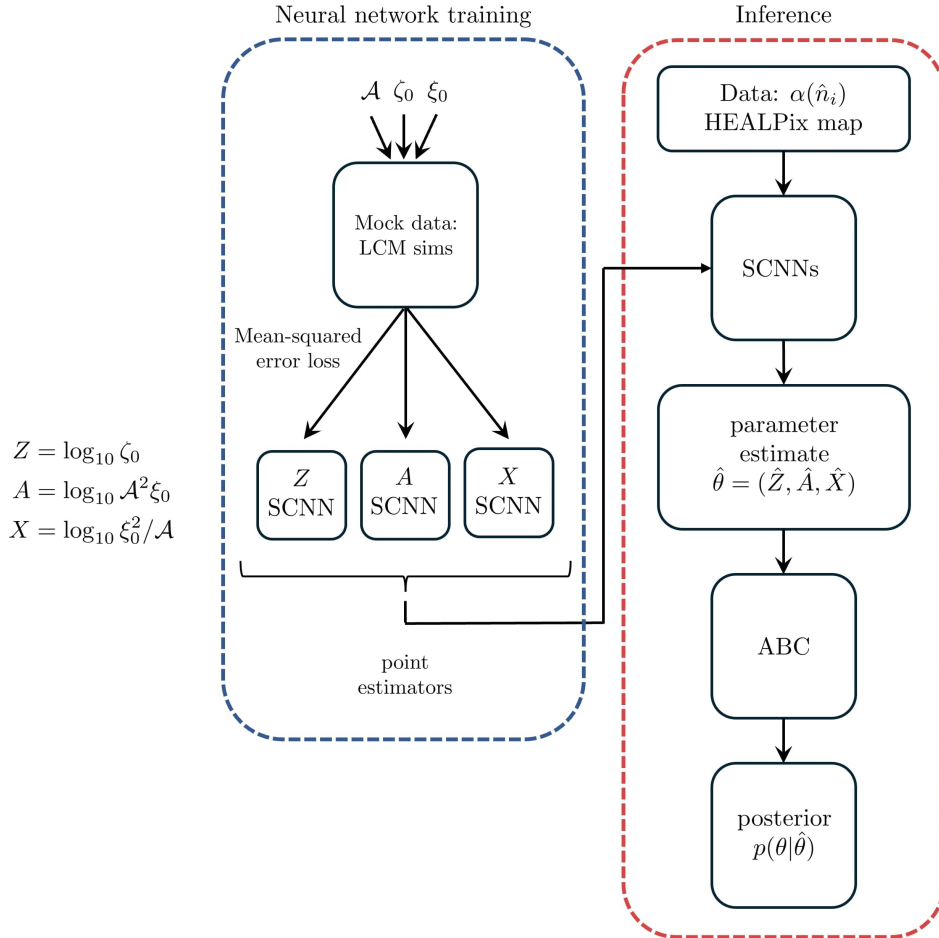 Neural network training
𝒜 ζ₀ ξ₀
Mock data:
LCM sims
Mean-squared
error loss
Z
SCNN
A
SCNN
X
SCNN
point
estimators
Z = log₁₀ ζ₀
A = log₁₀ 𝒜²ξ₀
X = log₁₀ ξ₀²/𝒜
Inference
Data: α(n̂ᵢ)
HEALPix map
SCNNs
parameter
estimate
θ̂ = (Ẑ, Â, X̂)
ABC
posterior
p(θ|θ̂)